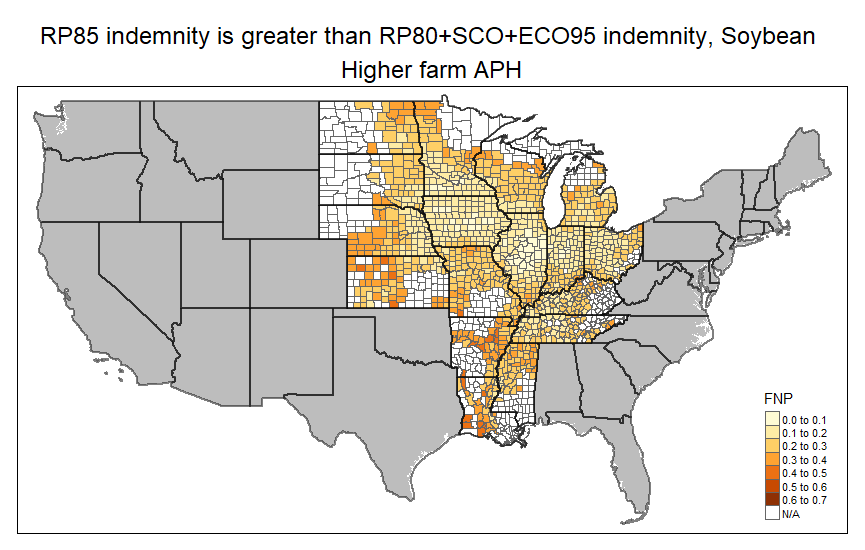 RP85 indemnity is greater than RP80+SCO+ECO95 indemnity, Soybean
Higher farm APH
FNP
0.0 to 0.1
0.1 to 0.2
0.2 to 0.3
0.3 to 0.4
0.4 to 0.5
0.5 to 0.6
0.6 to 0.7
N/A